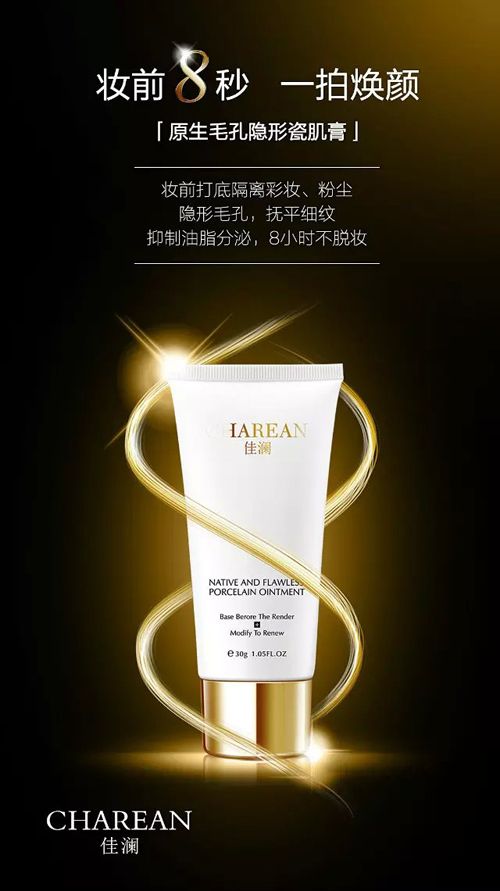 妆前8秒 一拍焕颜
「原生毛孔隐形瓷肌膏」
妆前打底隔离彩妆、粉尘
隐形毛孔，抚平细纹
抑制油脂分泌，8小时不脱妆
CHAREAN
佳澜
NATIVE AND FLAWLESS
PORCELAIN OINTMENT
Base Berore The Render
+
Modify To Renew
℮30g 1.05FL.OZ
CHAREAN
佳澜